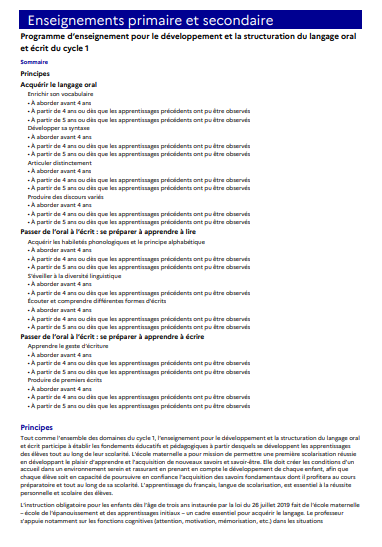 Enseignements primaire et secondaire
Programme d'enseignement pour le développement et la structuration du langage oral
et écrit du cycle 1
Sommaire
Principes
Acquérir le langage oral
Enrichir son vocabulaire
• À aborder avant 4 ans
• À partir de 4 ans ou dès que les apprentissages précédents ont pu être observés
• À partir de 5 ans ou dès que les apprentissages précédents ont pu être observés
Développer sa syntaxe
• À aborder avant 4 ans
• À partir de 4 ans ou dès que les apprentissages précédents ont pu être observés
• À partir de 5 ans ou dès que les apprentissages précédents ont pu être observés
Articuler distinctement
• À aborder avant 4 ans
• À partir de 4 ans ou dès que les apprentissages précédents ont pu être observés
• À partir de 5 ans ou dès que les apprentissages précédents ont pu être observés
Produire des discours variés
• À aborder avant 4 ans
• À partir de 4 ans ou dès que les apprentissages précédents ont pu être observés
• À partir de 5 ans ou dès que les apprentissages précédents ont pu être observés
Passer de l'oral à l'écrit : se préparer à apprendre à lire
Acquérir les habiletés phonologiques et le principe alphabétique
• À aborder avant 4 ans
• À partir de 4 ans ou dès que les apprentissages précédents ont pu être observés
• À partir de 5 ans ou dès que les apprentissages précédents ont pu être observés
S'éveiller à la diversité linguistique
• À aborder avant 4 ans
• À partir de 4 ans ou dès que les apprentissages précédents ont pu être observés
• À partir de 5 ans ou dès que les apprentissages précédents ont pu être observés
Écouter et comprendre différentes formes d'écrits
• À aborder avant 4 ans
• À partir de 4 ans ou dès que les apprentissages précédents ont pu être observés
• À partir de 5 ans ou dès que les apprentissages précédents ont pu être observés
Passer de l'oral à l'écrit : se préparer à apprendre à écrire
Apprendre le geste d'écriture
• À aborder avant 4 ans
• À partir de 4 ans ou dès que les apprentissages précédents ont pu être observés
• À partir de 5 ans ou dès que les apprentissages précédents ont pu être observés
Produire de premiers écrits
• À aborder avant 4 ans
• À partir de 4 ans ou dès que les apprentissages précédents ont pu être observés
• À partir de 5 ans ou dès que les apprentissages précédents ont pu être observés
Principes
Tout comme l'ensemble des domaines du cycle 1, l'enseignement pour le développement et la structuration du langage oral
et écrit participe à établir les fondements éducatifs et pédagogiques à partir desquels se développent les apprentissages
des élèves tout au long de leur scolarité. L'école maternelle a pour mission de permettre une première scolarisation réussie
en développant le plaisir d'apprendre et l'acquisition de nouveaux savoirs et savoir-être. Elle doit créer les conditions d'un
accueil dans un environnement serein et rassurant en prenant en compte le développement de chaque enfant, afin que
chaque élève soit en capacité de poursuivre en confiance l'acquisition des savoirs fondamentaux dont il profitera au cours
préparatoire et tout au long de sa scolarité. L'apprentissage du français, langue de scolarisation, est essentiel à la réussite
personnelle et scolaire des élèves.
L'instruction obligatoire pour les enfants dès l'âge de trois ans instaurée par la loi du 26 juillet 2019 fait de l'école maternelle
– école de l'épanouissement et des apprentissages initiaux – un cadre essentiel pour acquérir le langage. Le professeur
s'appuie notamment sur les fonctions cognitives (attention, motivation, mémorisation, etc.) dans les situations